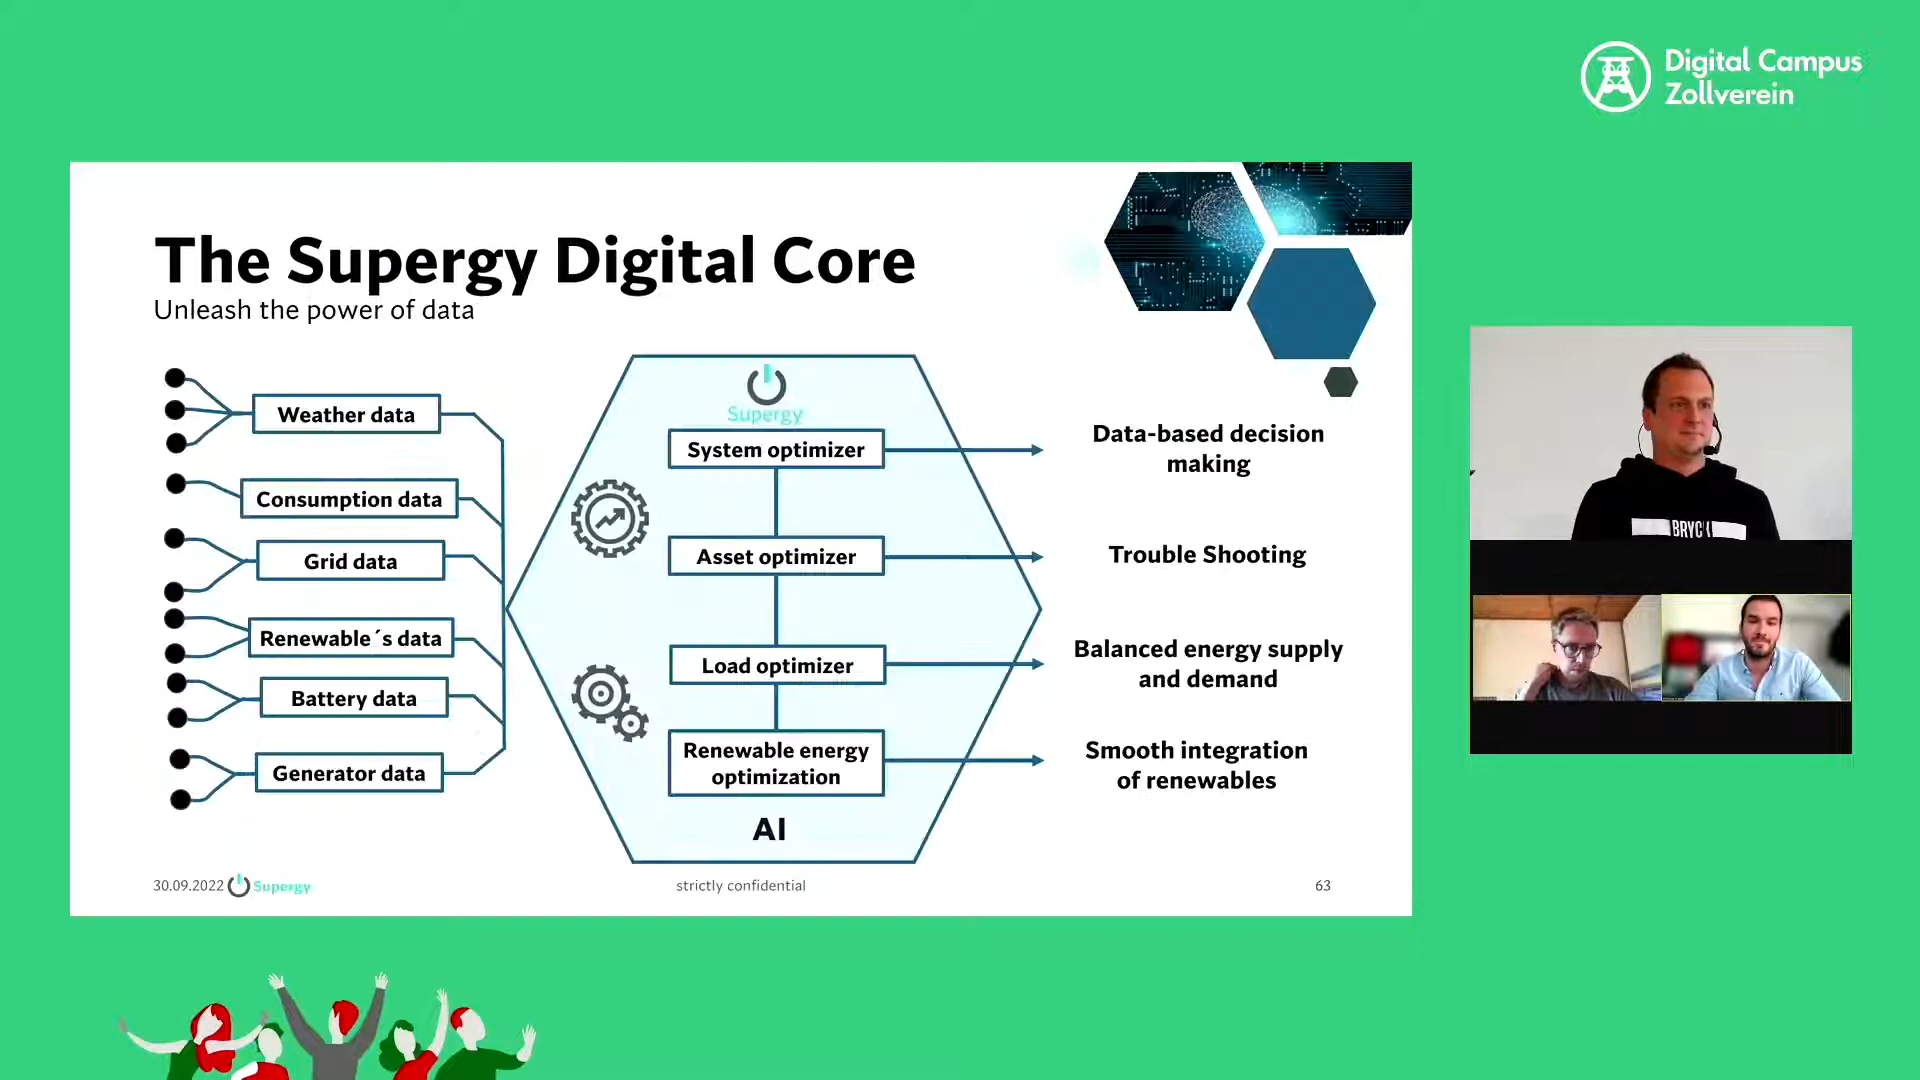 Digital Campus
Zollverein
The Supergy Digital Core
Unleash the power of data
Weather data
Consumption data
Grid data
Renewable´s data
Battery data
Generator data
Supergy
System optimizer
Asset optimizer
Load optimizer
Renewable energy
optimization
AI
Data-based decision
making
Trouble Shooting
Balanced energy supply
and demand
Smooth integration
of renewables
30.09.2022
Supergy
strictly confidential
63
BRYCK